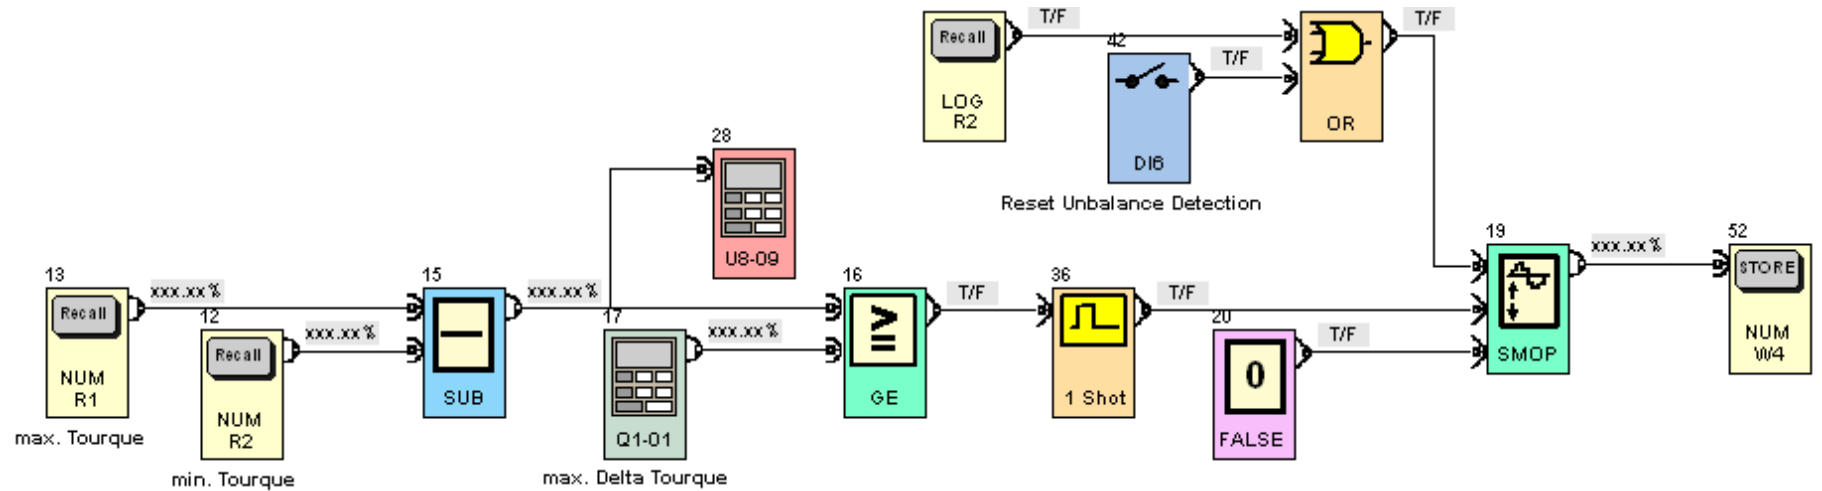 T/F
T/F
Recall
LOG
R2
42
T/F
DI6
OR
Reset Unbalance Detection
28
U8-09
13
xxx.xx%
Recall
NUM
R1
max. Tourque
12
xxx.xx%
Recall
NUM
R2
min. Tourque
15
xxx.xx%
SUB
17
xxx.xx%
Q1-01
max. Delta Tourque
16
T/F
GE
36
T/F
1 Shot
20
T/F
0
FALSE
19
xxx.xx%
SMOP
52
STORE
NUM
W4